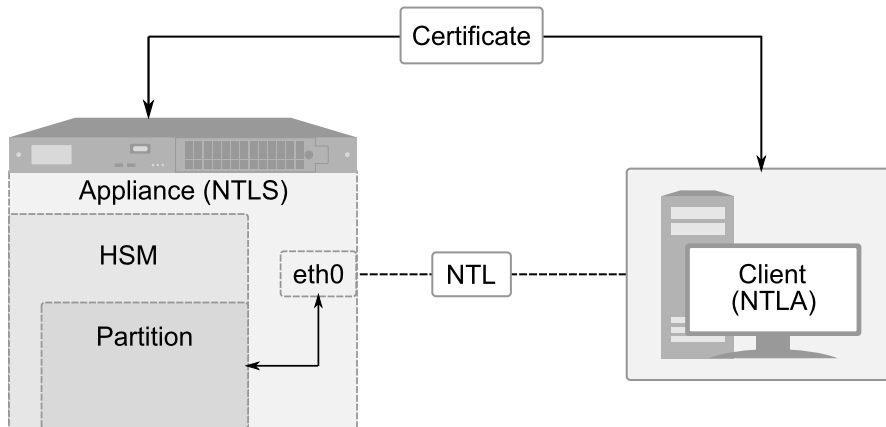 Certificate
Appliance (NTLS)
HSM
eth0
NTL
Client
(NTLA)
Partition